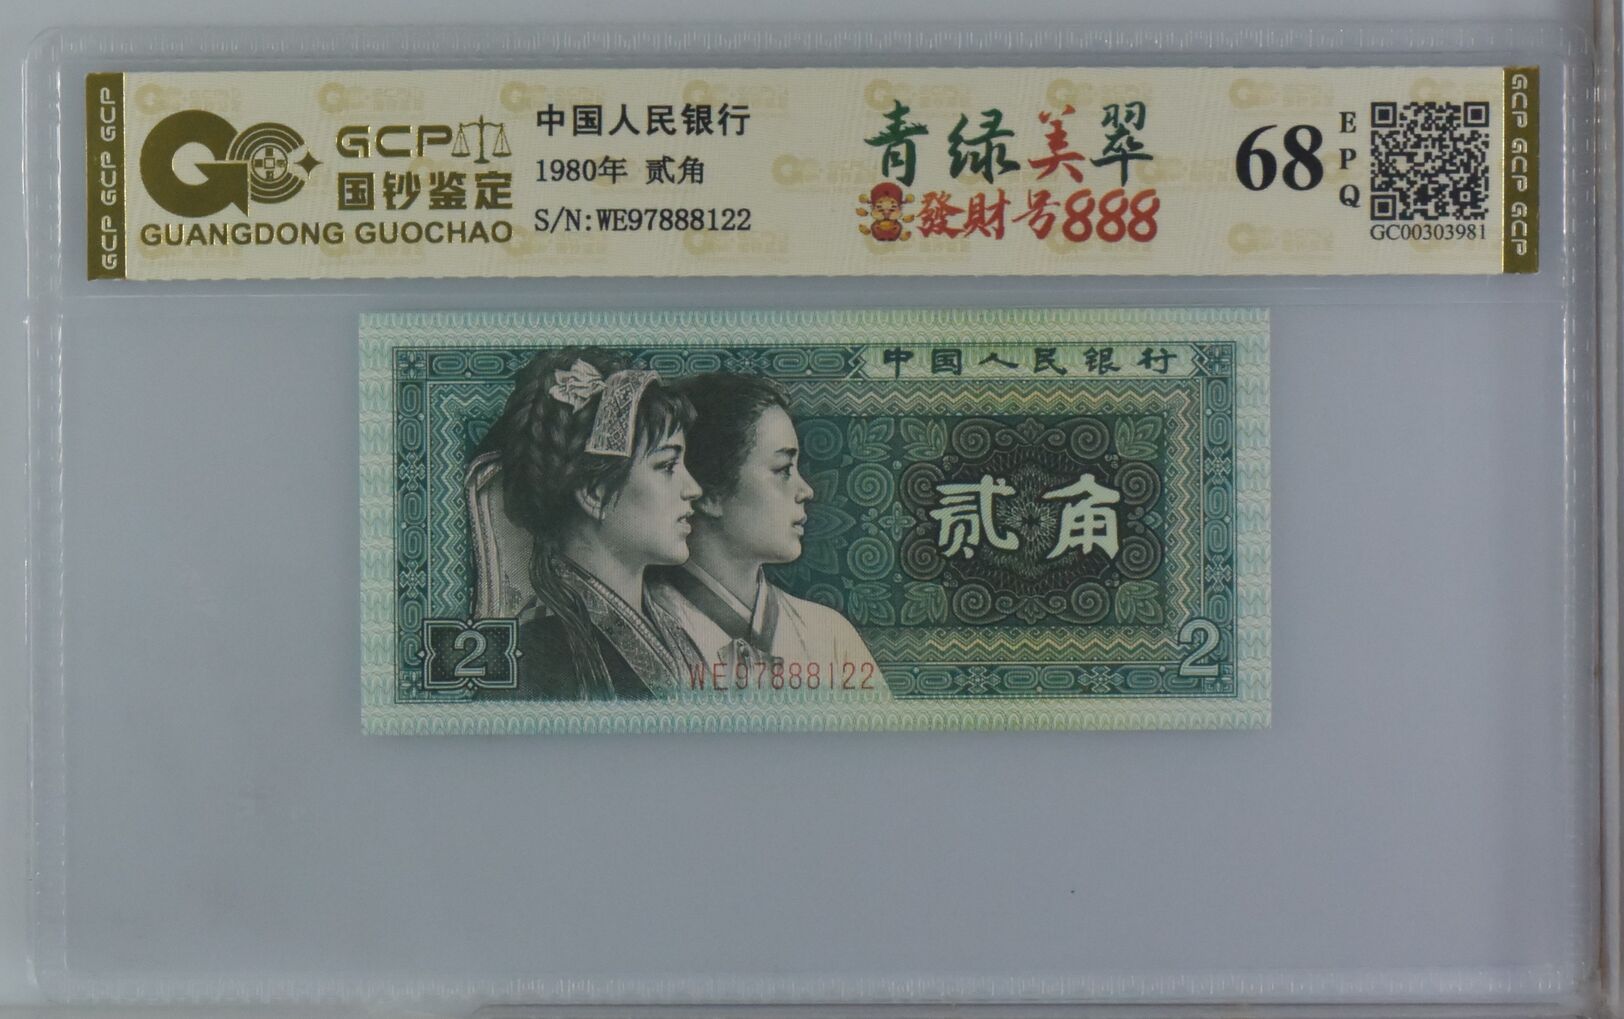 GCP
国钞鉴定
GUANGDONG GUOCHAO
中国人民银行
1980年 贰角
S/N:WE97888122
青绿美翠
發財号888
68
EPQ
GC00303981
GCP GCP GCP
GCP GCP GCP
中国人民银行
贰角
2
2
WE97888122